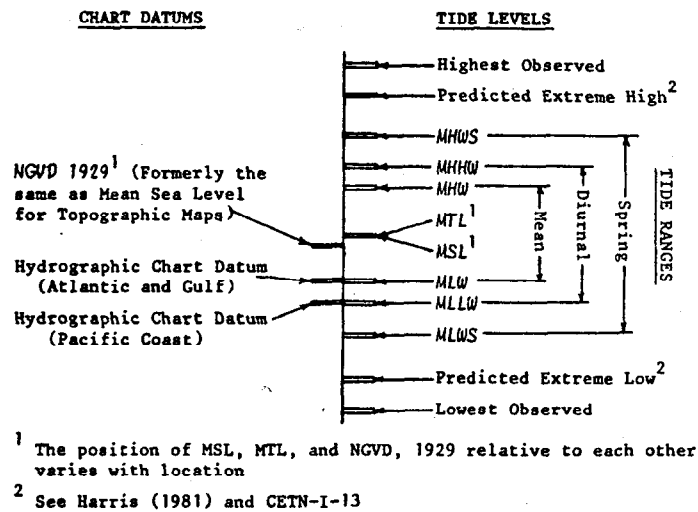 CHART DATUMS
TIDE LEVELS
Highest Observed
Predicted Extreme High²
MHWS
MHHW
MHW
MTL¹
MSL¹
MLW
MLLW
MLWS
Predicted Extreme Low²
Lowest Observed
NGVD 1929¹ (Formerly the
same as Mean Sea Level
for Topographic Maps)
Hydrographic Chart Datum
(Atlantic and Gulf)
Hydrographic Chart Datum
(Pacific Coast)
Mean
Diurnal
Spring
TIDE RANGES
¹ The position of MSL, MTL, and NGVD, 1929 relative to each other
varies with location
² See Harris (1981) and CETN-I-13